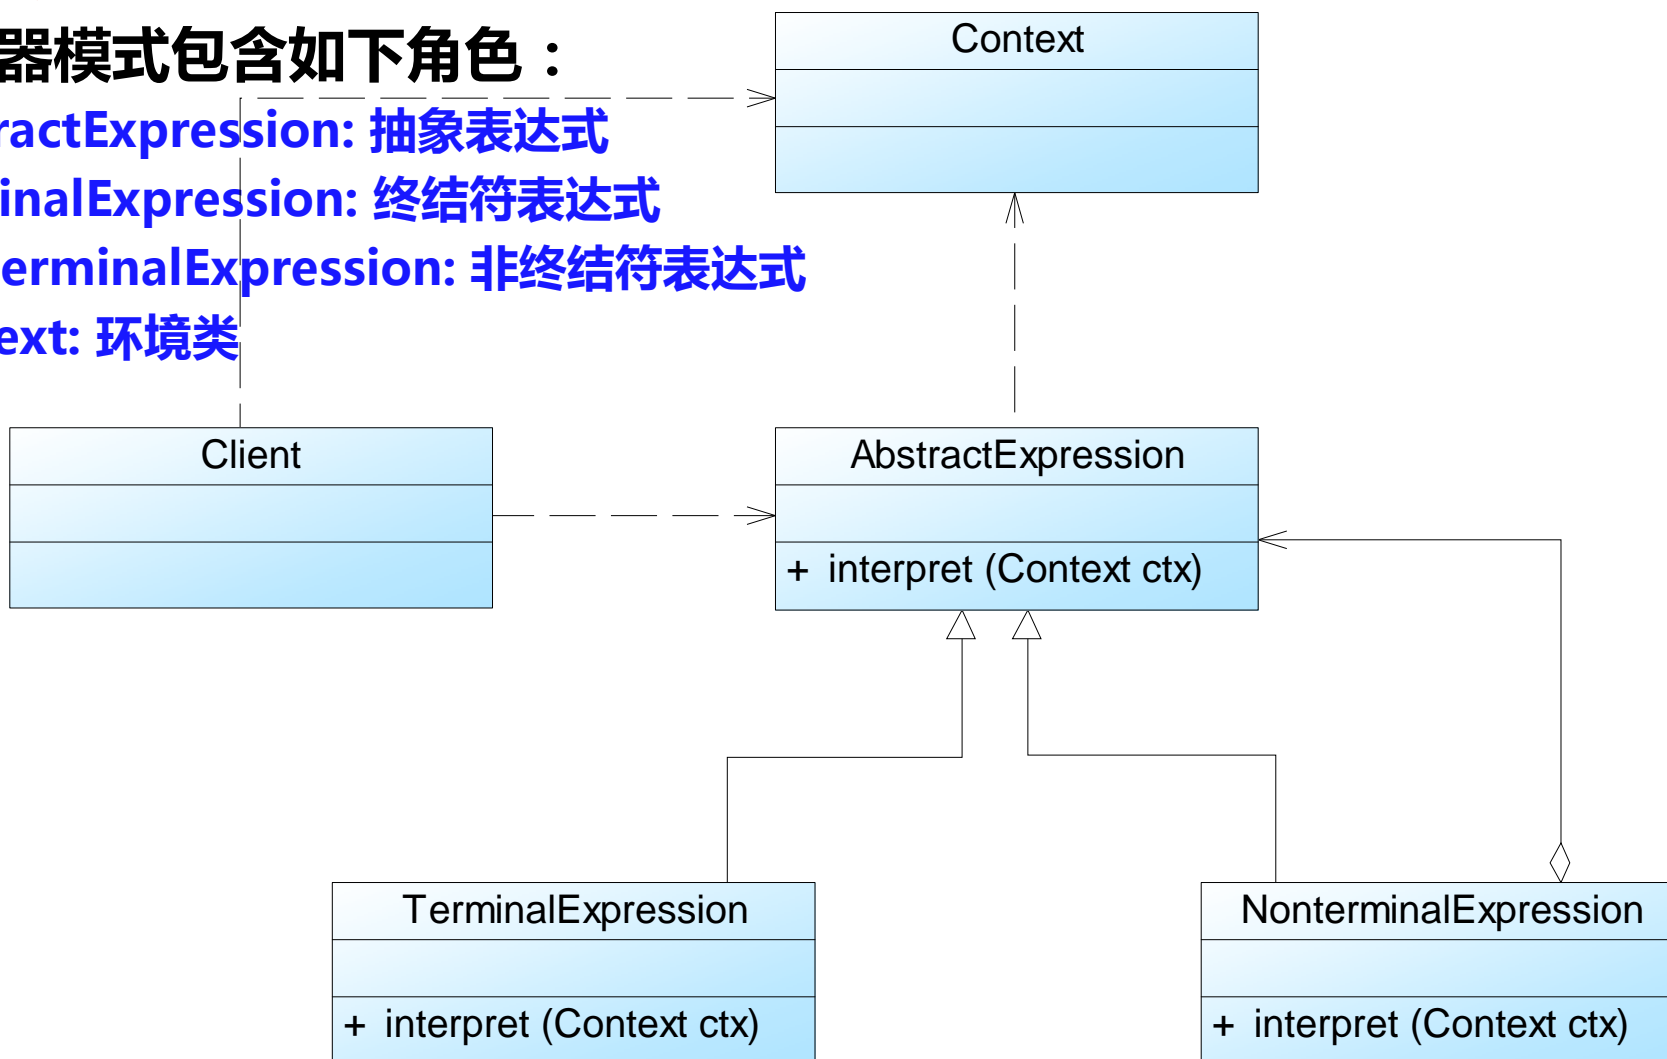 器模式包含如下角色：
ractExpression: 抽象表达式
inalExpression: 终结符表达式
erminalExpression: 非终结符表达式
ext: 环境类
Context
Client
AbstractExpression
+ interpret (Context ctx)
TerminalExpression
+ interpret (Context ctx)
NonterminalExpression
+ interpret (Context ctx)